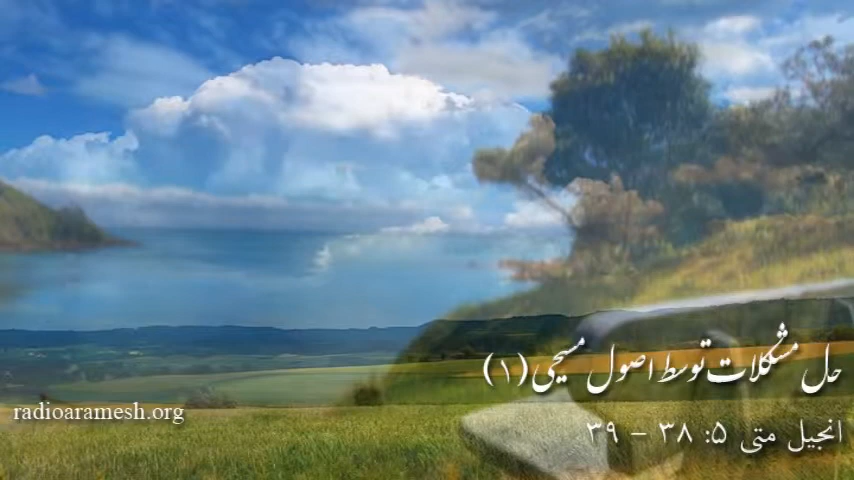 حل مشکلات توسط اصول مسیحی (۱)
انجیل متی ۵: ۳۸ - ۳۹
radioaramesh.org